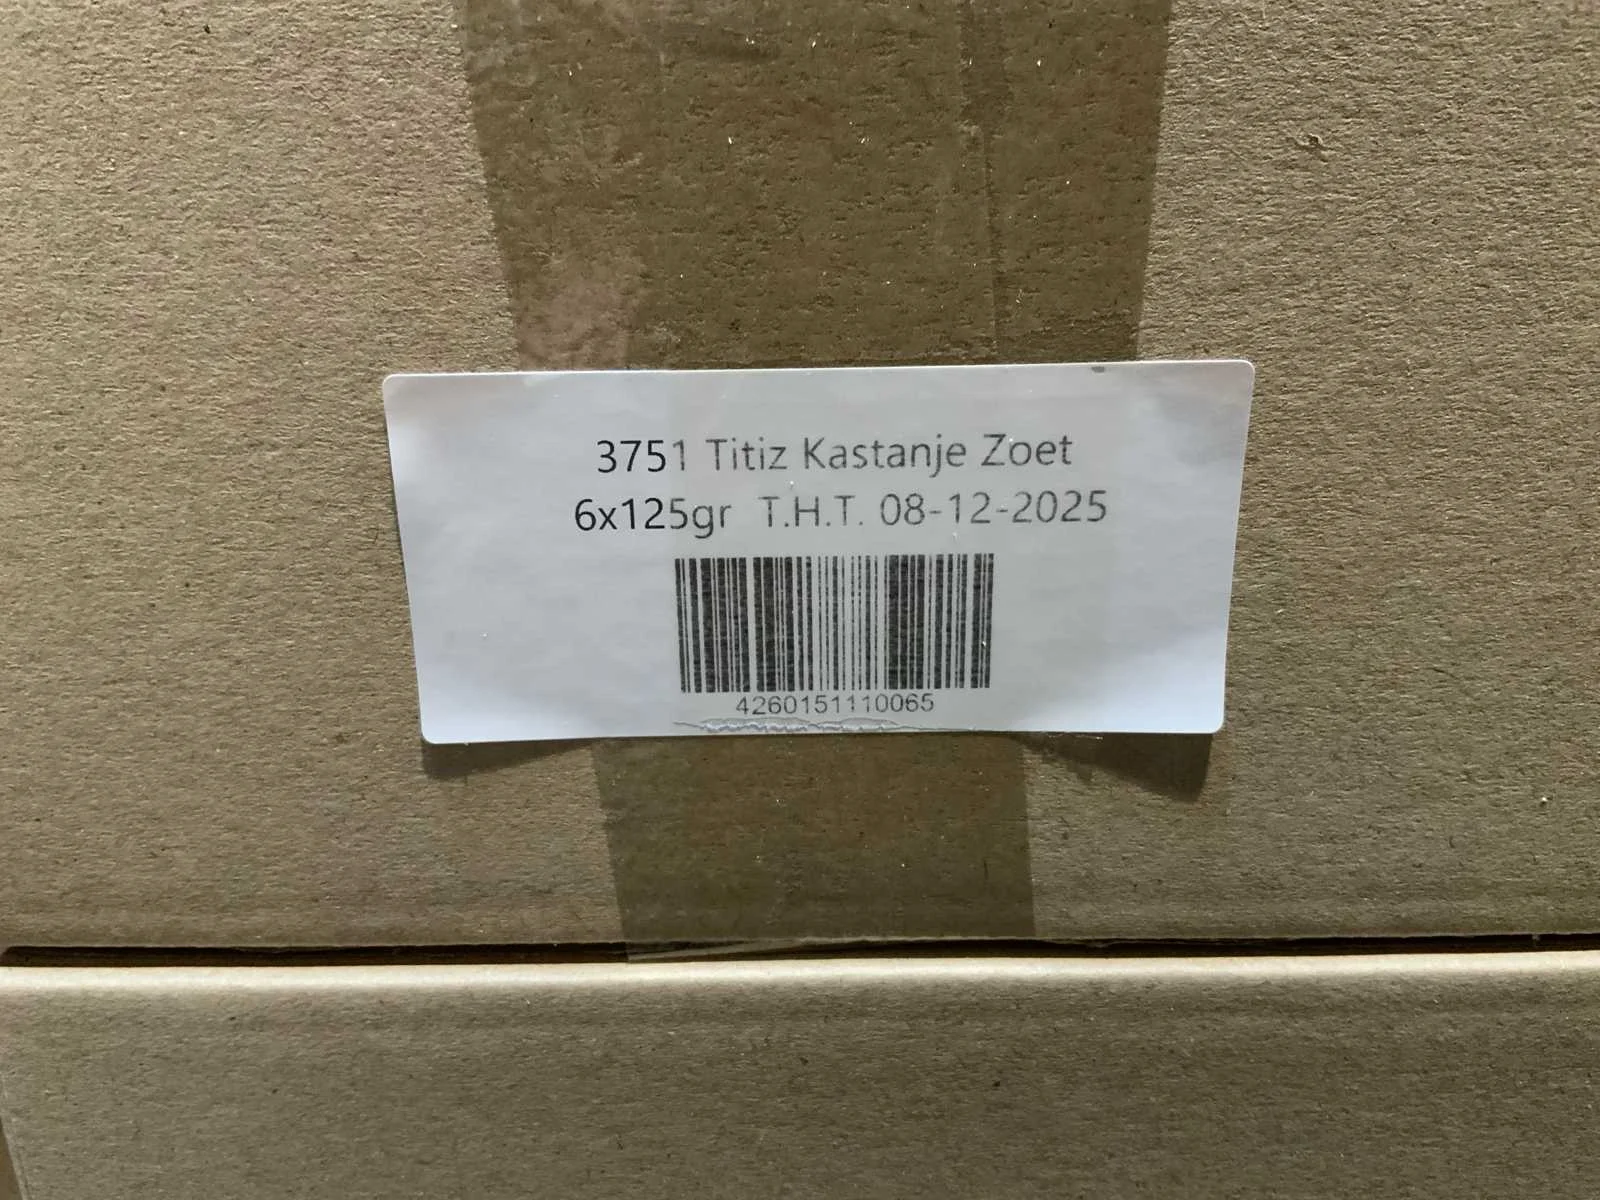 3751 Titiz Kastanje Zoet
6x125gr T.H.T. 08-12-2025
4260151110065